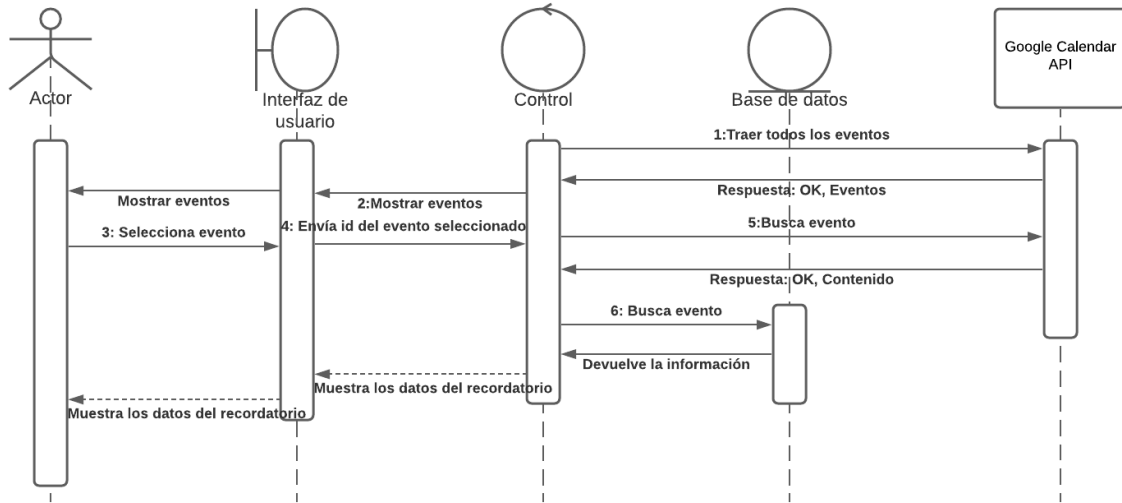 Actor
Interfaz de
usuario
Control
Base de datos
Google Calendar
API
1:Traer todos los eventos
Respuesta: OK, Eventos
Mostrar eventos
2:Mostrar eventos
3: Selecciona evento
4: Envía id del evento seleccionado
5:Busca evento
Respuesta: OK, Contenido
6: Busca evento
Devuelve la información
Muestra los datos del recordatorio
Muestra los datos del recordatorio